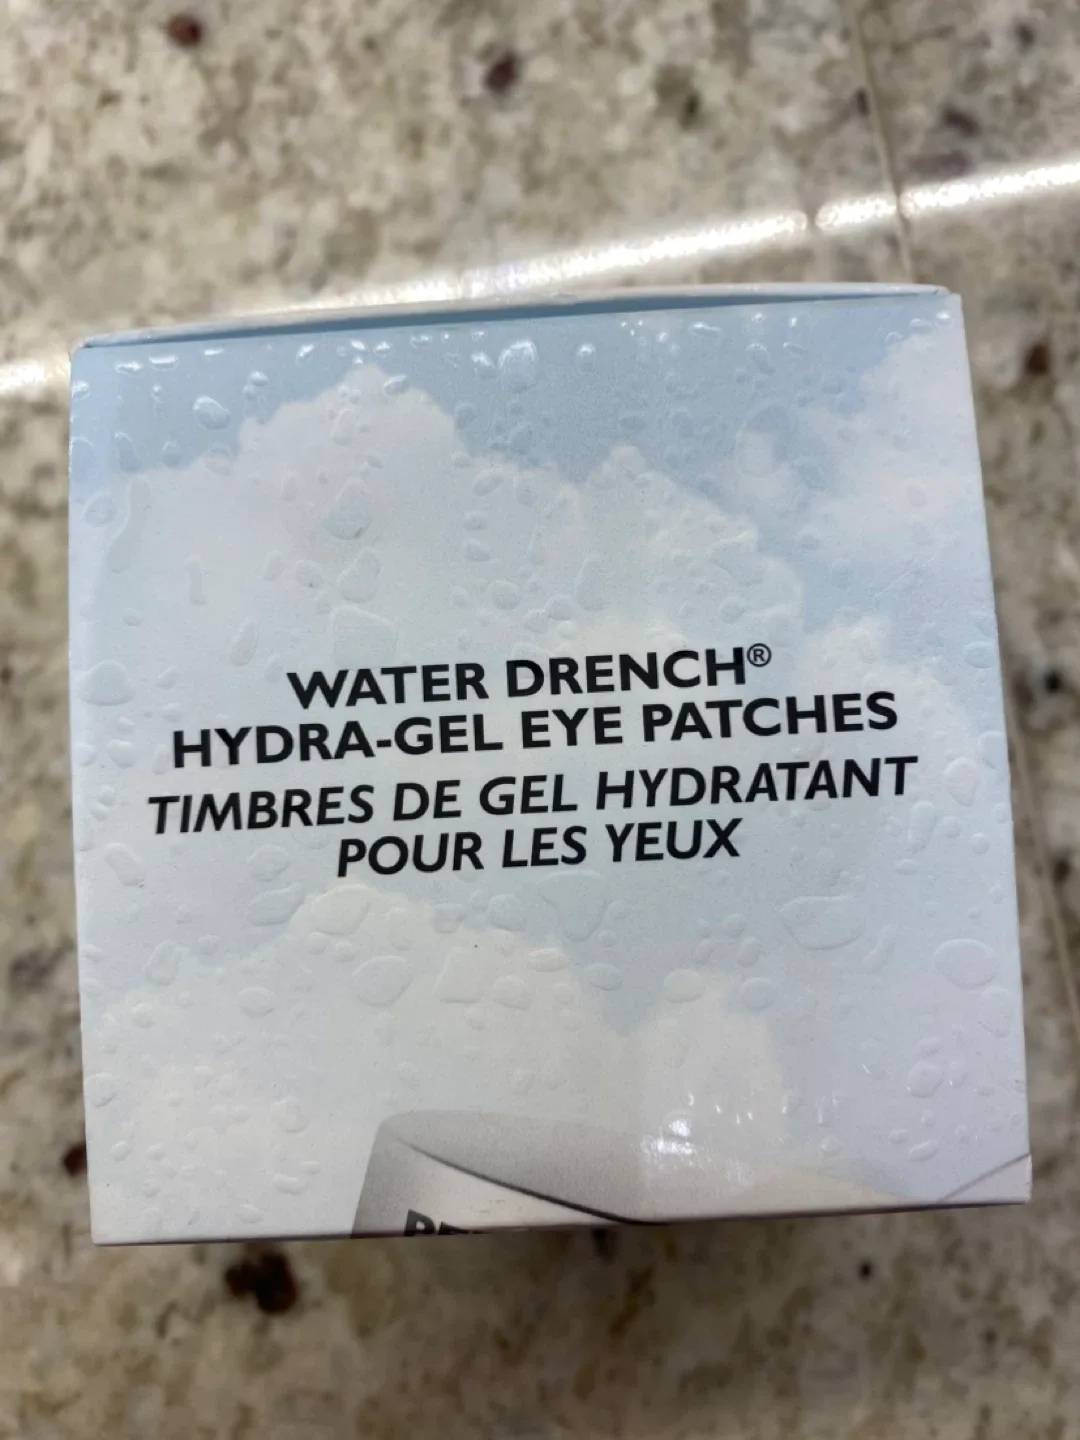 WATER DRENCH®
HYDRA-GEL EYE PATCHES
TIMBRES DE GEL HYDRATANT
POUR LES YEUX